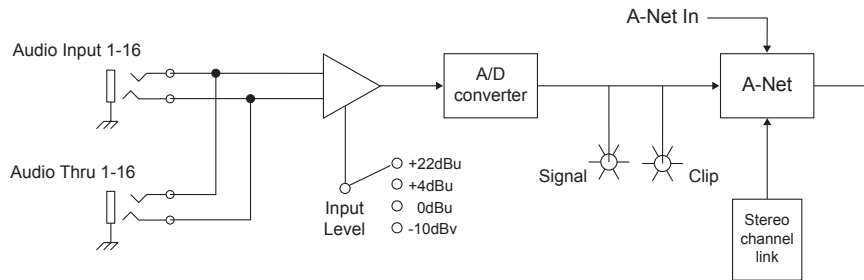 A-Net In
Audio Input 1-16
A/D
converter
A-Net
Audio Thru 1-16
+22dBu
+4dBu
0dBu
-10dBv
Input
Level
Signal
Clip
Stereo
channel
link